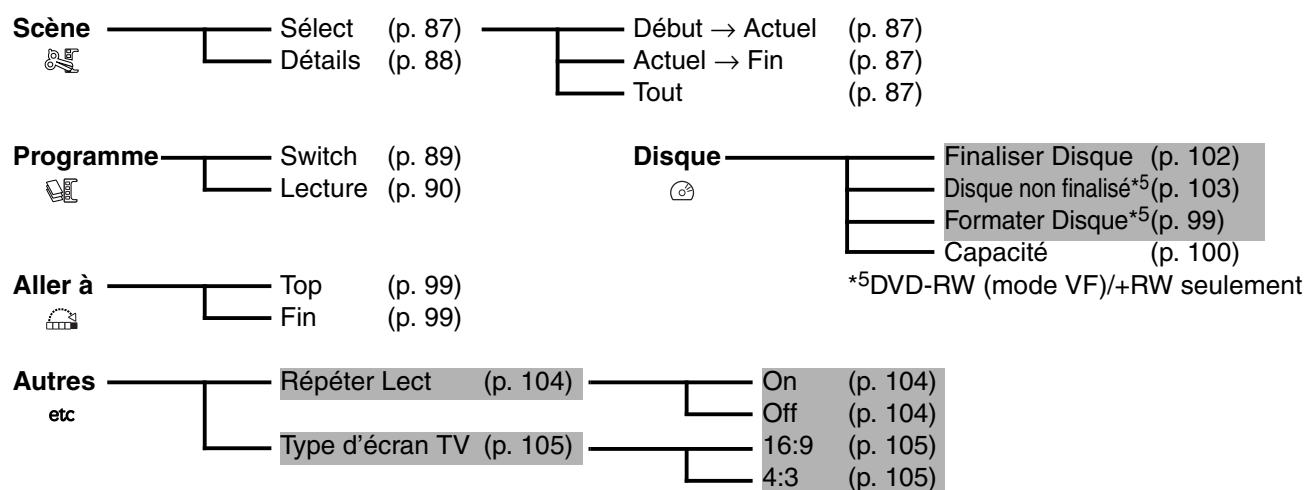 Scène Sélect (p. 87) Début → Actuel (p. 87)
Détails (p. 88) Actuel → Fin (p. 87)
Tout (p. 87)
Programme Switch (p. 89)
Lecture (p. 90)
Disque Finaliser Disque (p. 102)
Disque non finalisé*5(p. 103)
Formater Disque*5(p. 99)
Capacité (p. 100)
*5DVD-RW (mode VF)/+RW seulement
Aller à Top (p. 99)
Fin (p. 99)
Autres Répéter Lect (p. 104) On (p. 104)
etc Off (p. 104)
Type d'écran TV (p. 105) 16:9 (p. 105)
4:3 (p. 105)